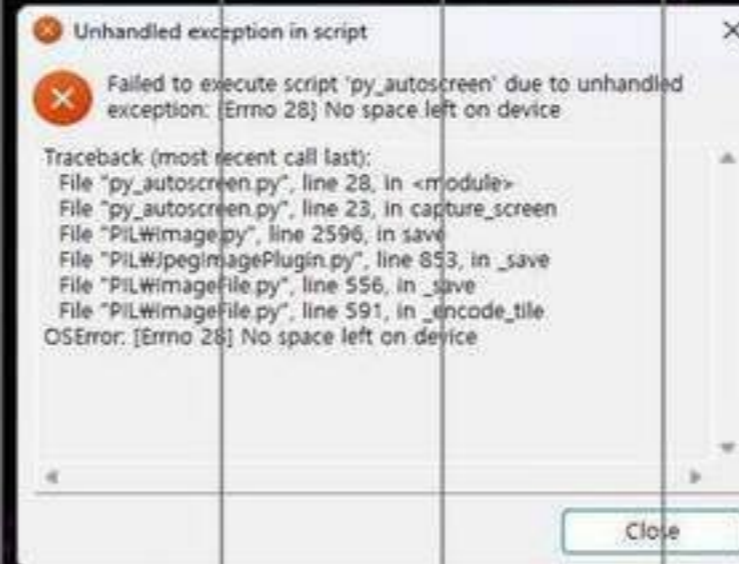 Unhandled exception in script
Failed to execute script 'py_autoscreen' due to unhandled
exception: [Errno 28] No space left on device
Traceback (most recent call last):
File "py_autoscreen.py", line 28, in <module>
File "py_autoscreen.py", line 23, in capture_screen
File "PIL₩Image.py", line 2596, in save
File "PIL₩JpegImagePlugin.py", line 853, in _save
File "PIL₩ImageFile.py", line 556, in _save
File "PIL₩ImageFile.py", line 591, in _encode_tile
OSError: [Errno 28] No space left on device
Close